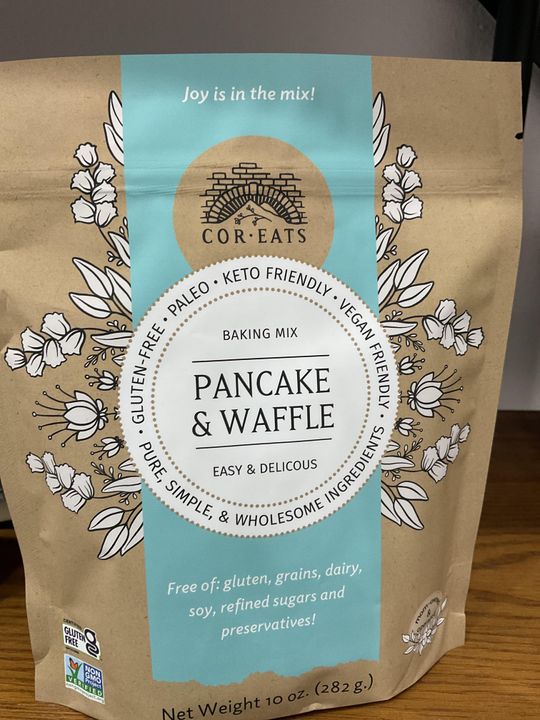 Joy is in the mix!
COR·EATS
• GLUTEN-FREE • PALEO • KETO FRIENDLY • VEGAN FRIENDLY •
BAKING MIX
PANCAKE
& WAFFLE
EASY & DELICOUS
PURE, SIMPLE, & WHOLESOME INGREDIENTS
Free of: gluten, grains, dairy,
soy, refined sugars and
preservatives!
CERTIFIED
GLUTEN
FREE
NON
GMO
Project
VERIFIED
Net Weight 10 oz. (282 g.)